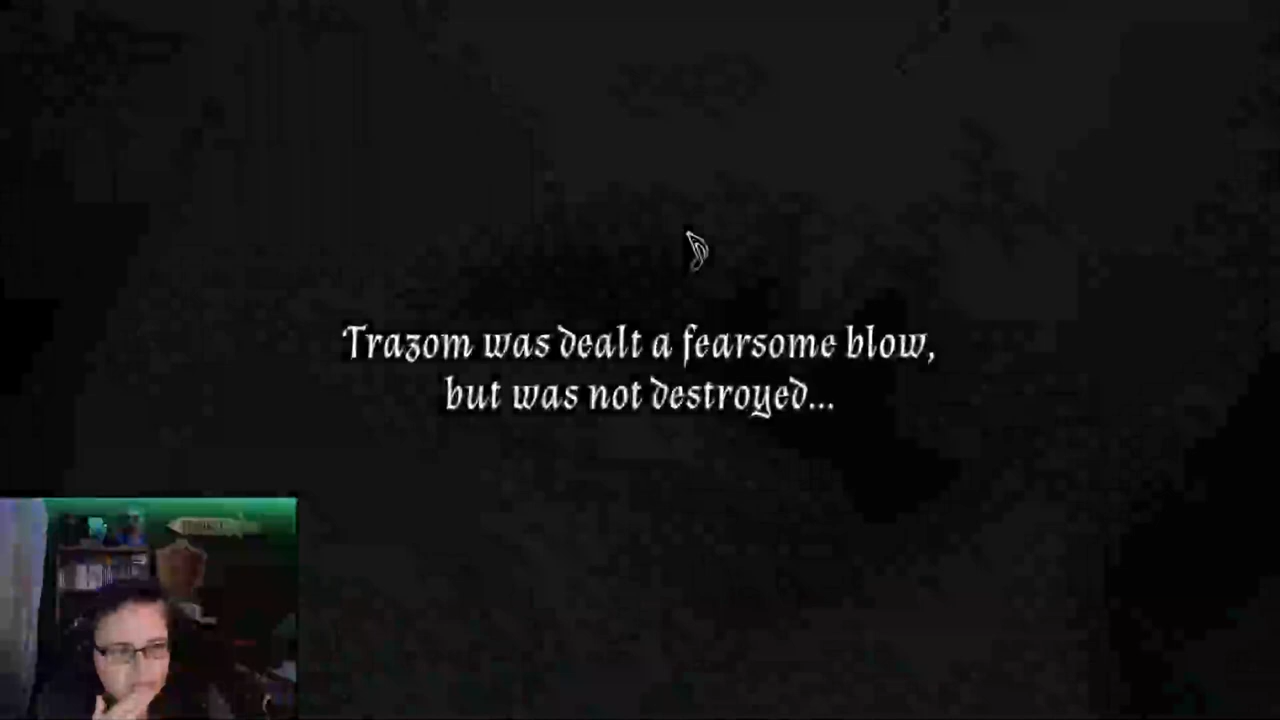 Trazom was dealt a fearsome blow,
but was not destroyed...